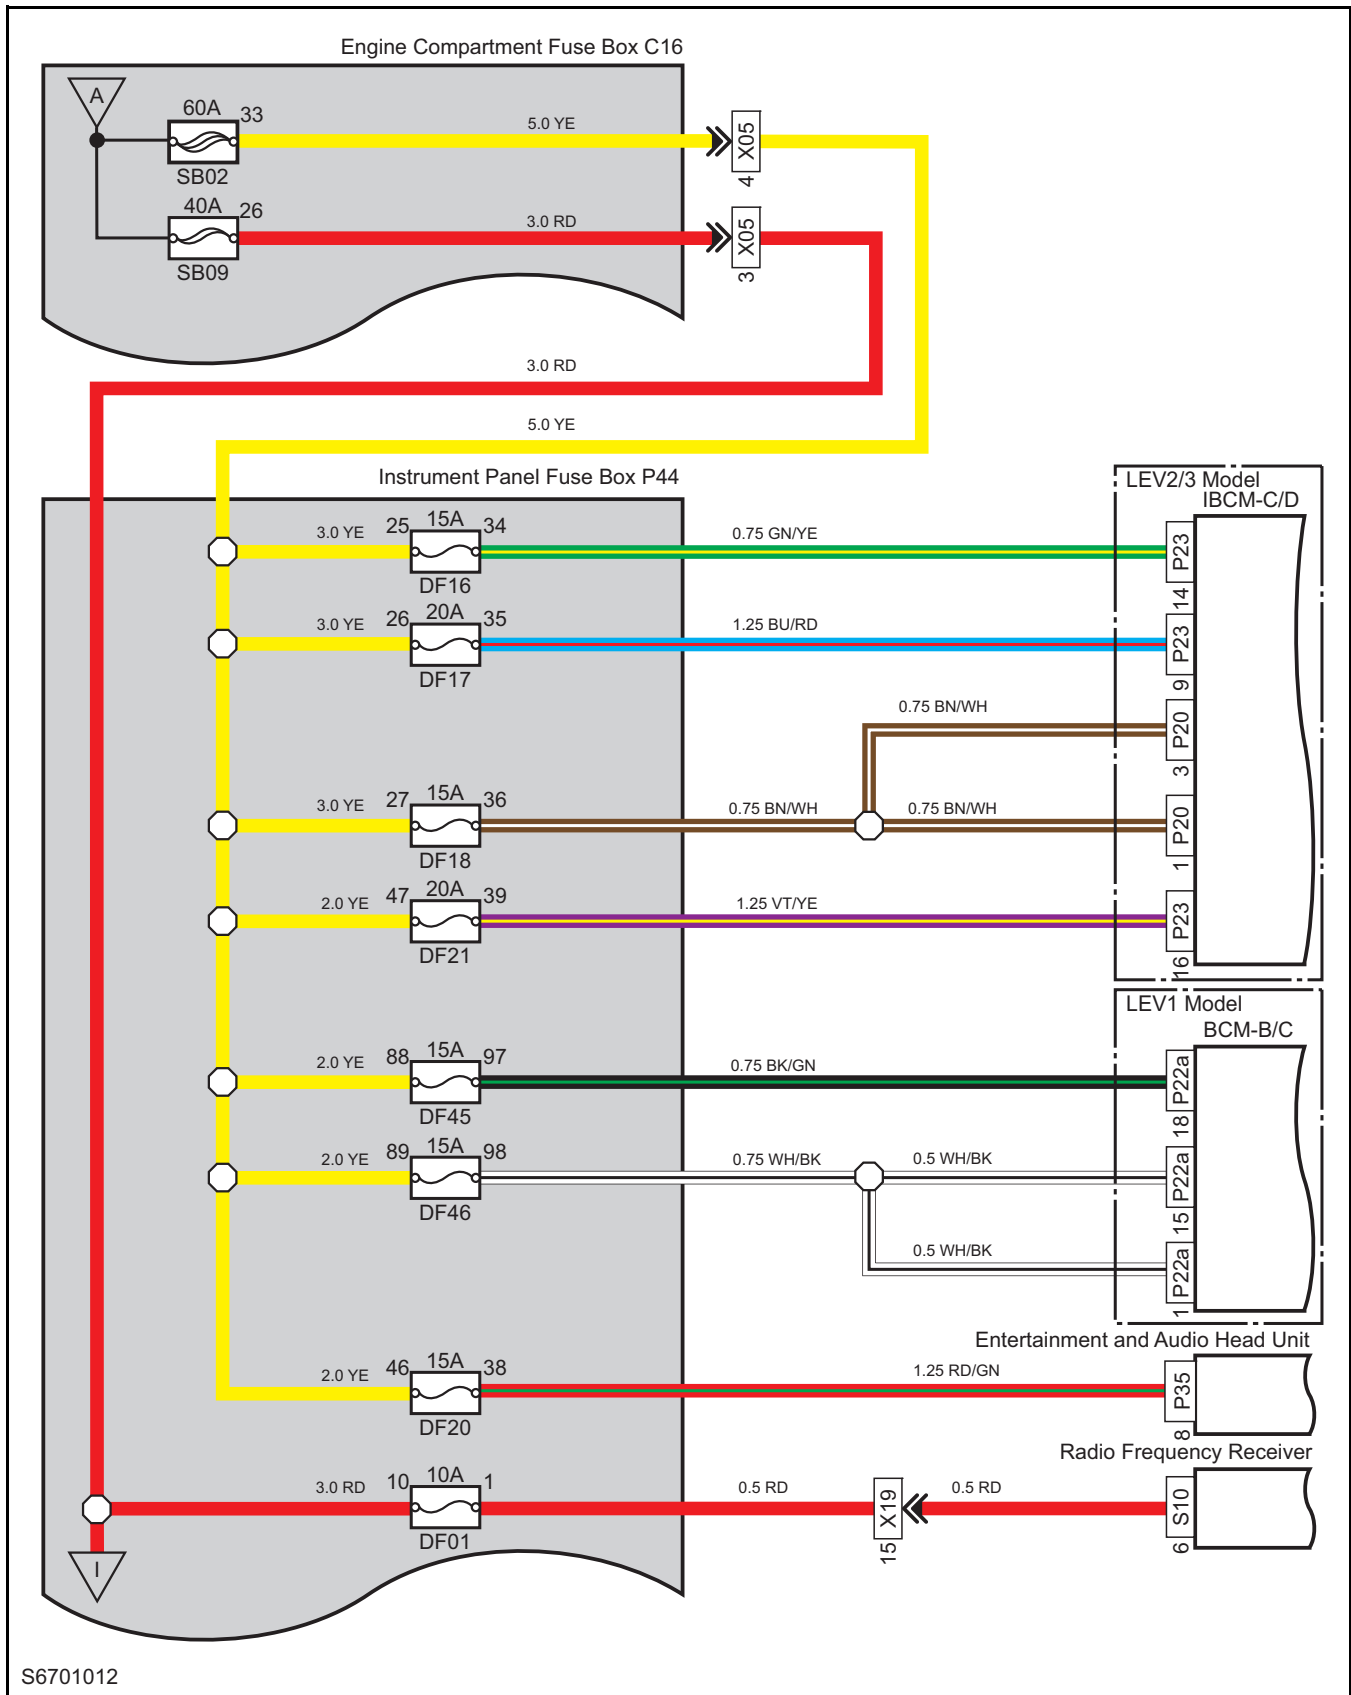 Engine Compartment Fuse Box C16
A
60A
33
5.0 YE
X05
4
SB02
40A
26
3.0 RD
X05
3
SB09
3.0 RD
5.0 YE
Instrument Panel Fuse Box P44
LEV2/3 Model
IBCM-C/D
3.0 YE
25
15A
34
0.75 GN/YE
P23
14
DF16
3.0 YE
26
20A
35
1.25 BU/RD
P23
9
DF17
0.75 BN/WH
P20
3
3.0 YE
27
15A
36
0.75 BN/WH
0.75 BN/WH
P20
1
DF18
2.0 YE
47
20A
39
1.25 VT/YE
P23
16
DF21
LEV1 Model
BCM-B/C
2.0 YE
88
15A
97
0.75 BK/GN
P22a
18
DF45
2.0 YE
89
15A
98
0.75 WH/BK
0.5 WH/BK
P22a
15
DF46
0.5 WH/BK
P22a
1
Entertainment and Audio Head Unit
2.0 YE
46
15A
38
1.25 RD/GN
P35
8
DF20
Radio Frequency Receiver
3.0 RD
10
10A
1
0.5 RD
X19
15
0.5 RD
S10
6
DF01
I
S6701012